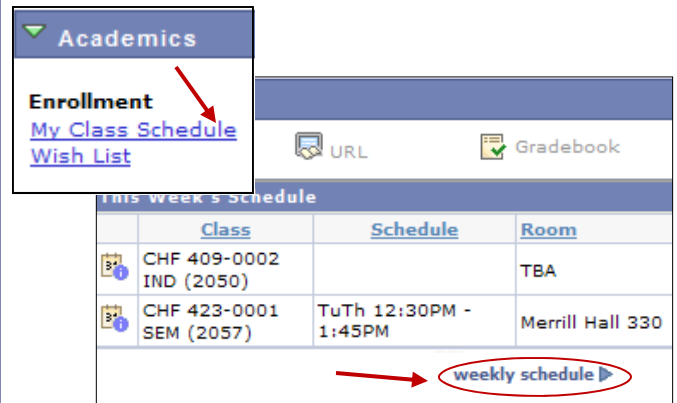 Academics
Enrollment
My Class Schedule
Wish List
URL
Gradebook
This Week's Schedule
Class Schedule Room
CHF 409-0002
IND (2050)
TBA
CHF 423-0001
SEM (2057)
TuTh 12:30PM -
1:45PM
Merrill Hall 330
weekly schedule